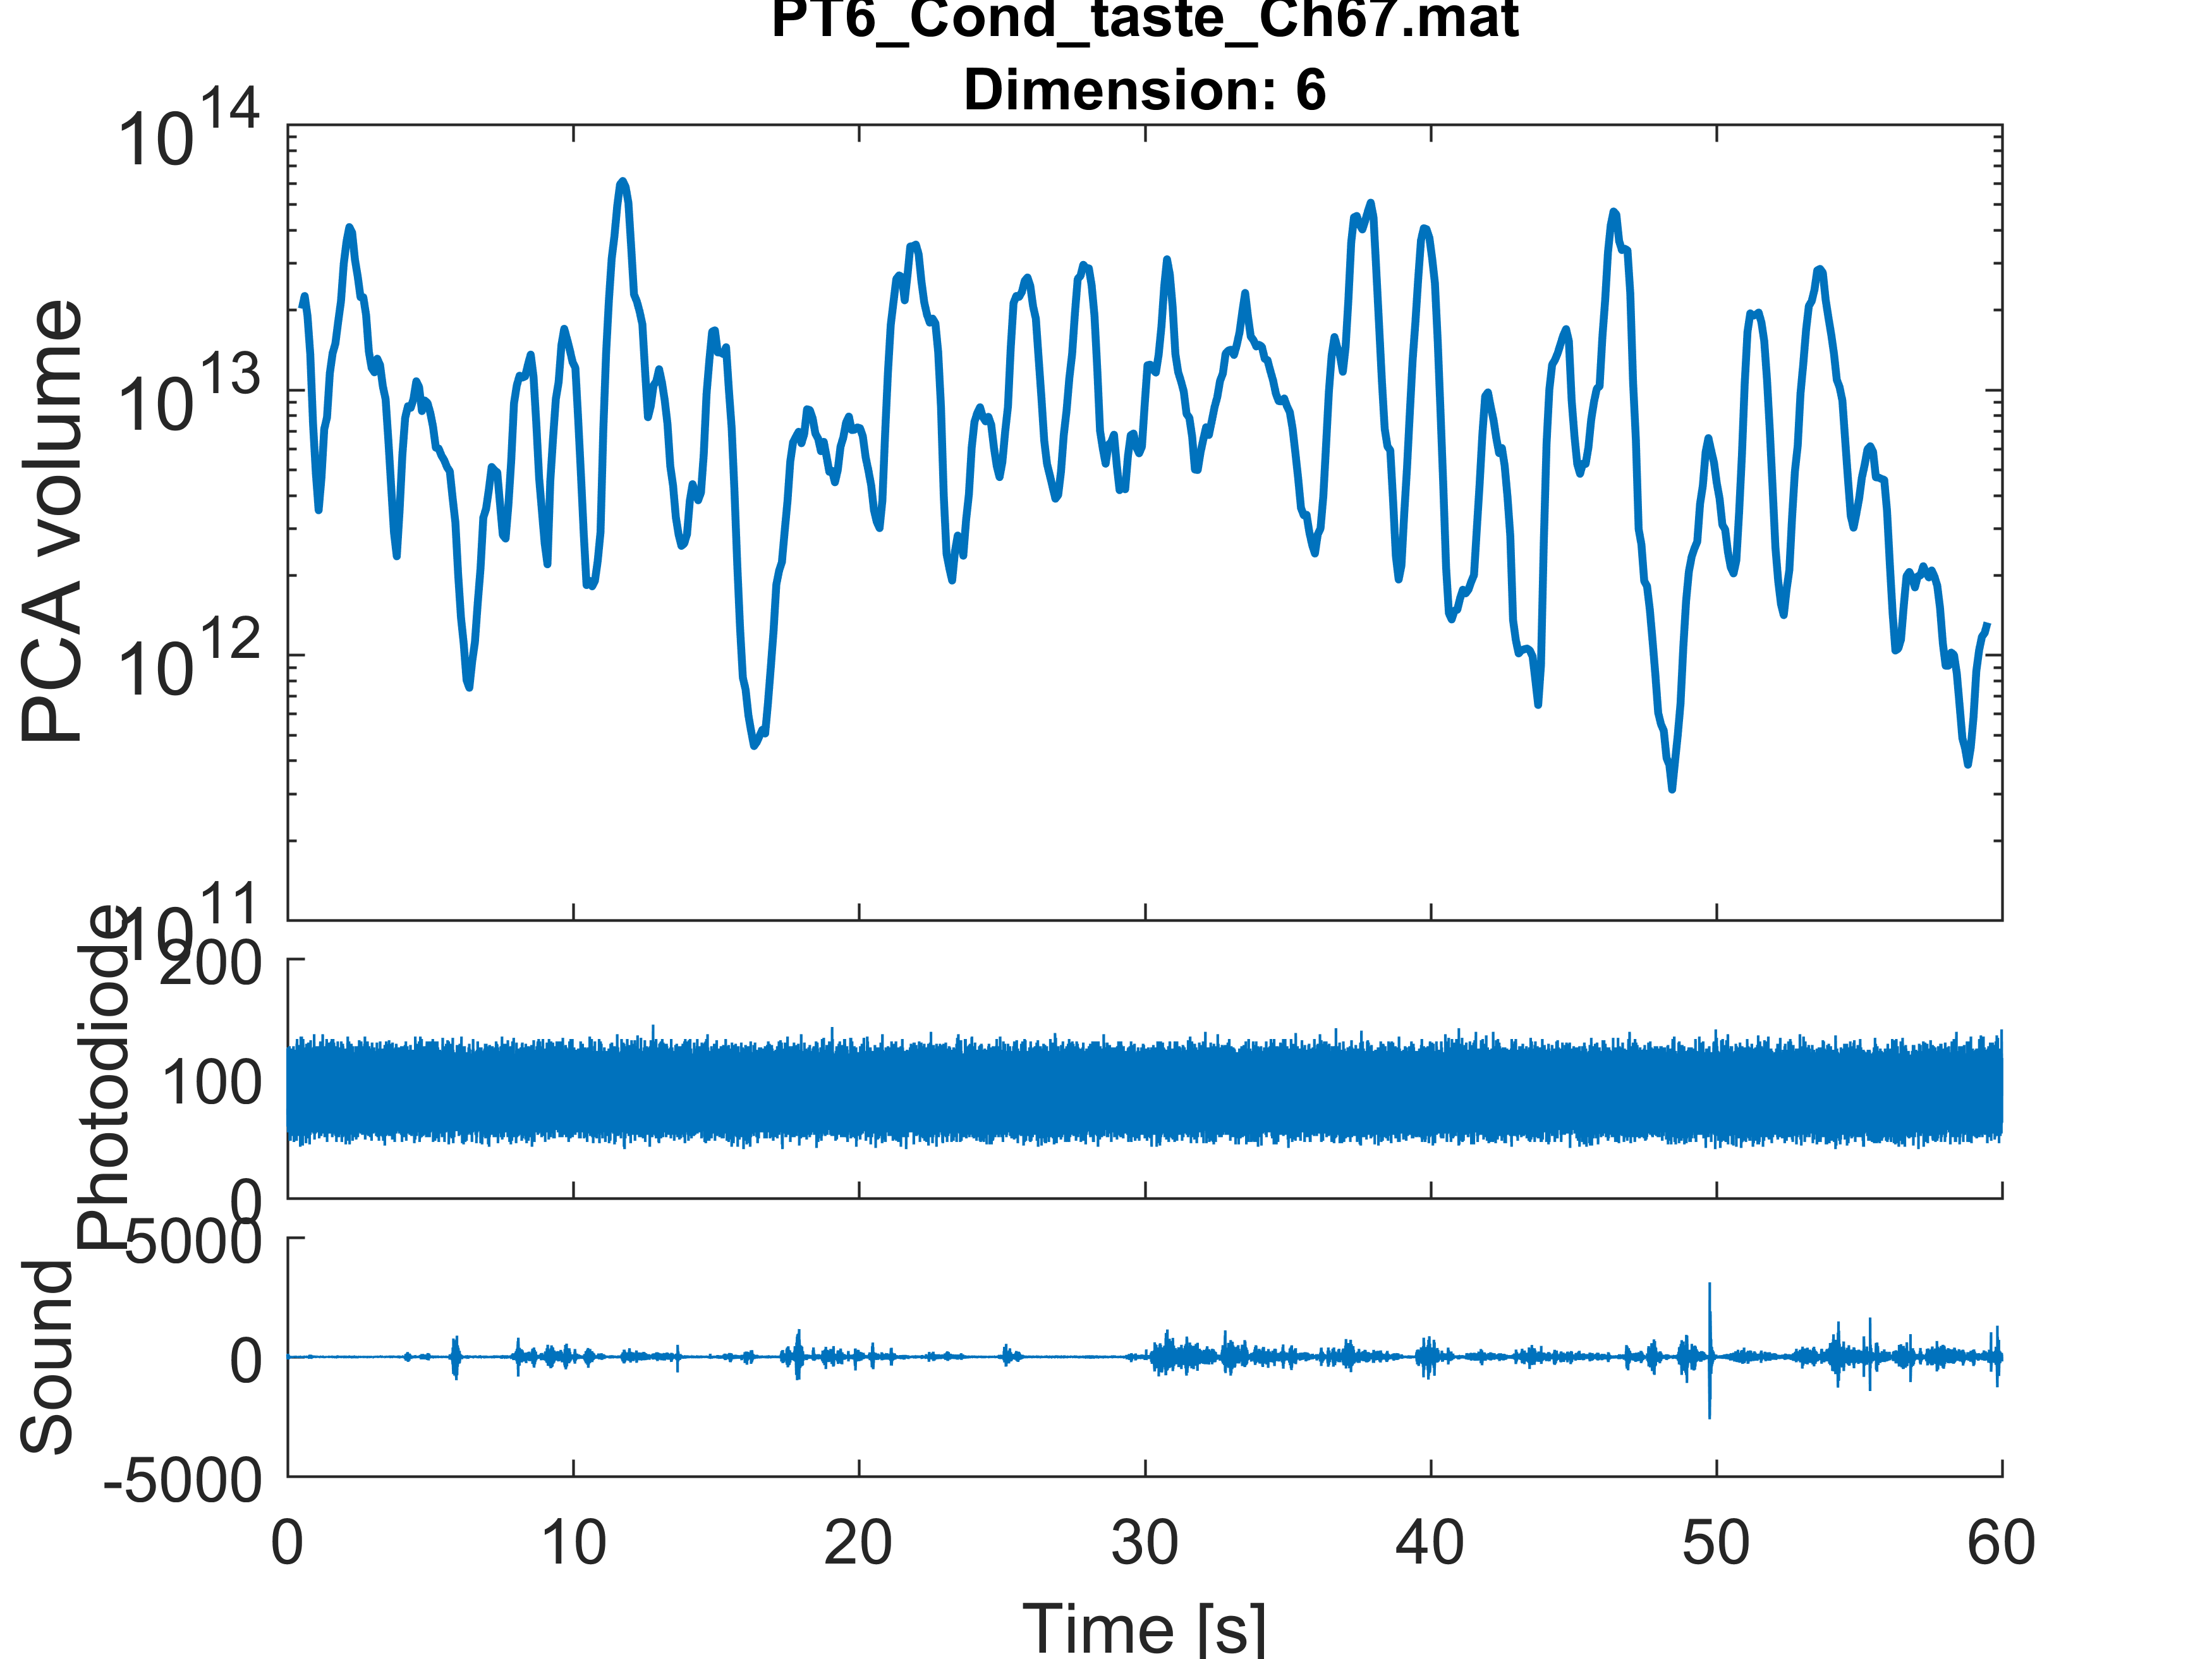 PT6_Cond_taste_Ch67.mat
Dimension: 6
10^14
10^13
10^12
10^11
PCA volume
200
100
0
Photodiode
5000
0
-5000
Sound
0 10 20 30 40 50 60
Time [s]